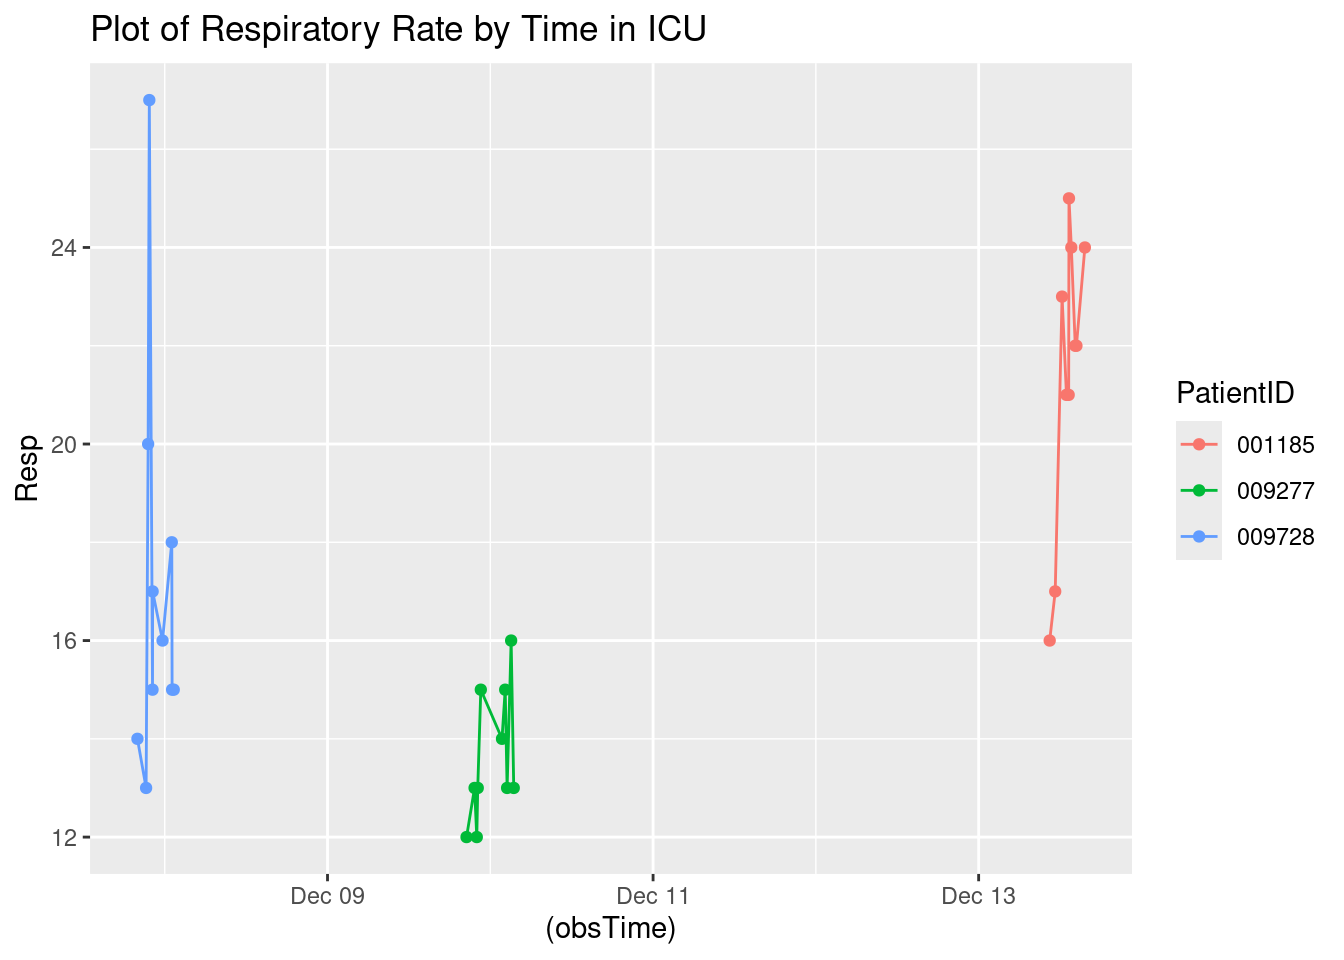 Plot of Respiratory Rate by Time in ICU
24
20
16
12
Resp
Dec 09
Dec 11
Dec 13
(obsTime)
PatientID
001185
009277
009728